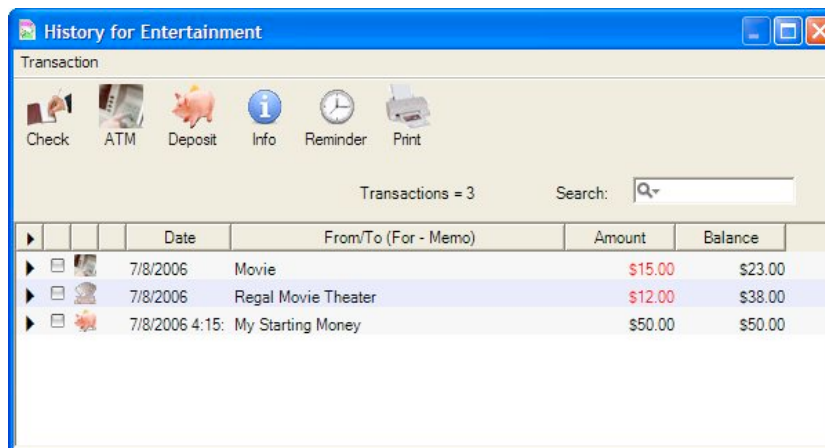 History for Entertainment
Transaction
Check ATM Deposit Info Reminder Print
Transactions = 3 Search:
Date From/To (For - Memo) Amount Balance
7/8/2006 Movie $15.00 $23.00
7/8/2006 Regal Movie Theater $12.00 $38.00
7/8/2006 4:15: My Starting Money $50.00 $50.00